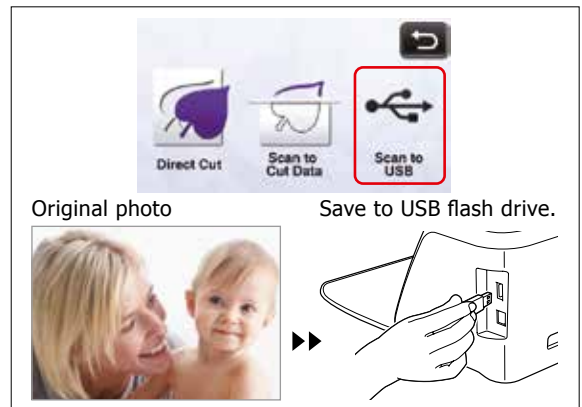 Direct Cut
Scan to
Cut Data
Scan to
USB
Original photo
Save to USB flash drive.